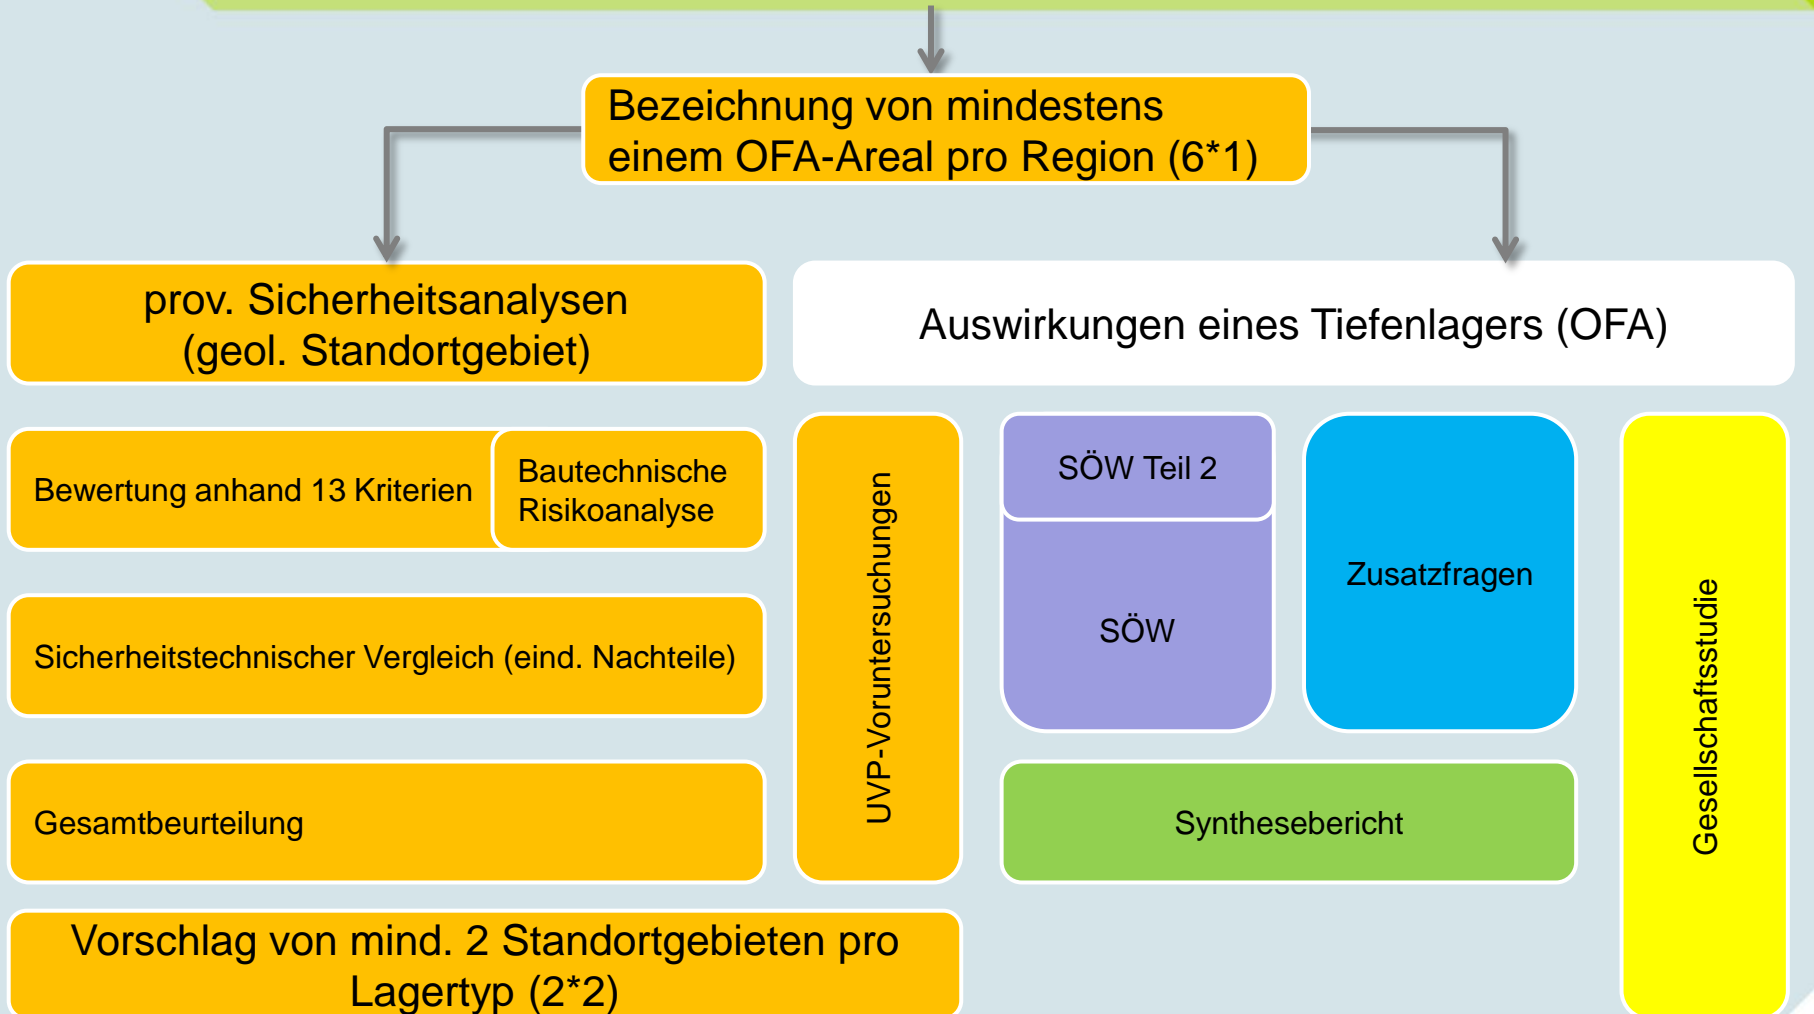 Bezeichnung von mindestens
einem OFA-Areal pro Region (6*1)
prov. Sicherheitsanalysen
(geol. Standortgebiet)
Auswirkungen eines Tiefenlagers (OFA)
Bewertung anhand 13 Kriterien
Bautechnische
Risikoanalyse
Sicherheitstechnischer Vergleich (eind. Nachteile)
Gesamtbeurteilung
UVP-Voruntersuchungen
SÖW Teil 2
SÖW
Zusatzfragen
Synthesebericht
Gesellschaftsstudie
Vorschlag von mind. 2 Standortgebieten pro
Lagertyp (2*2)